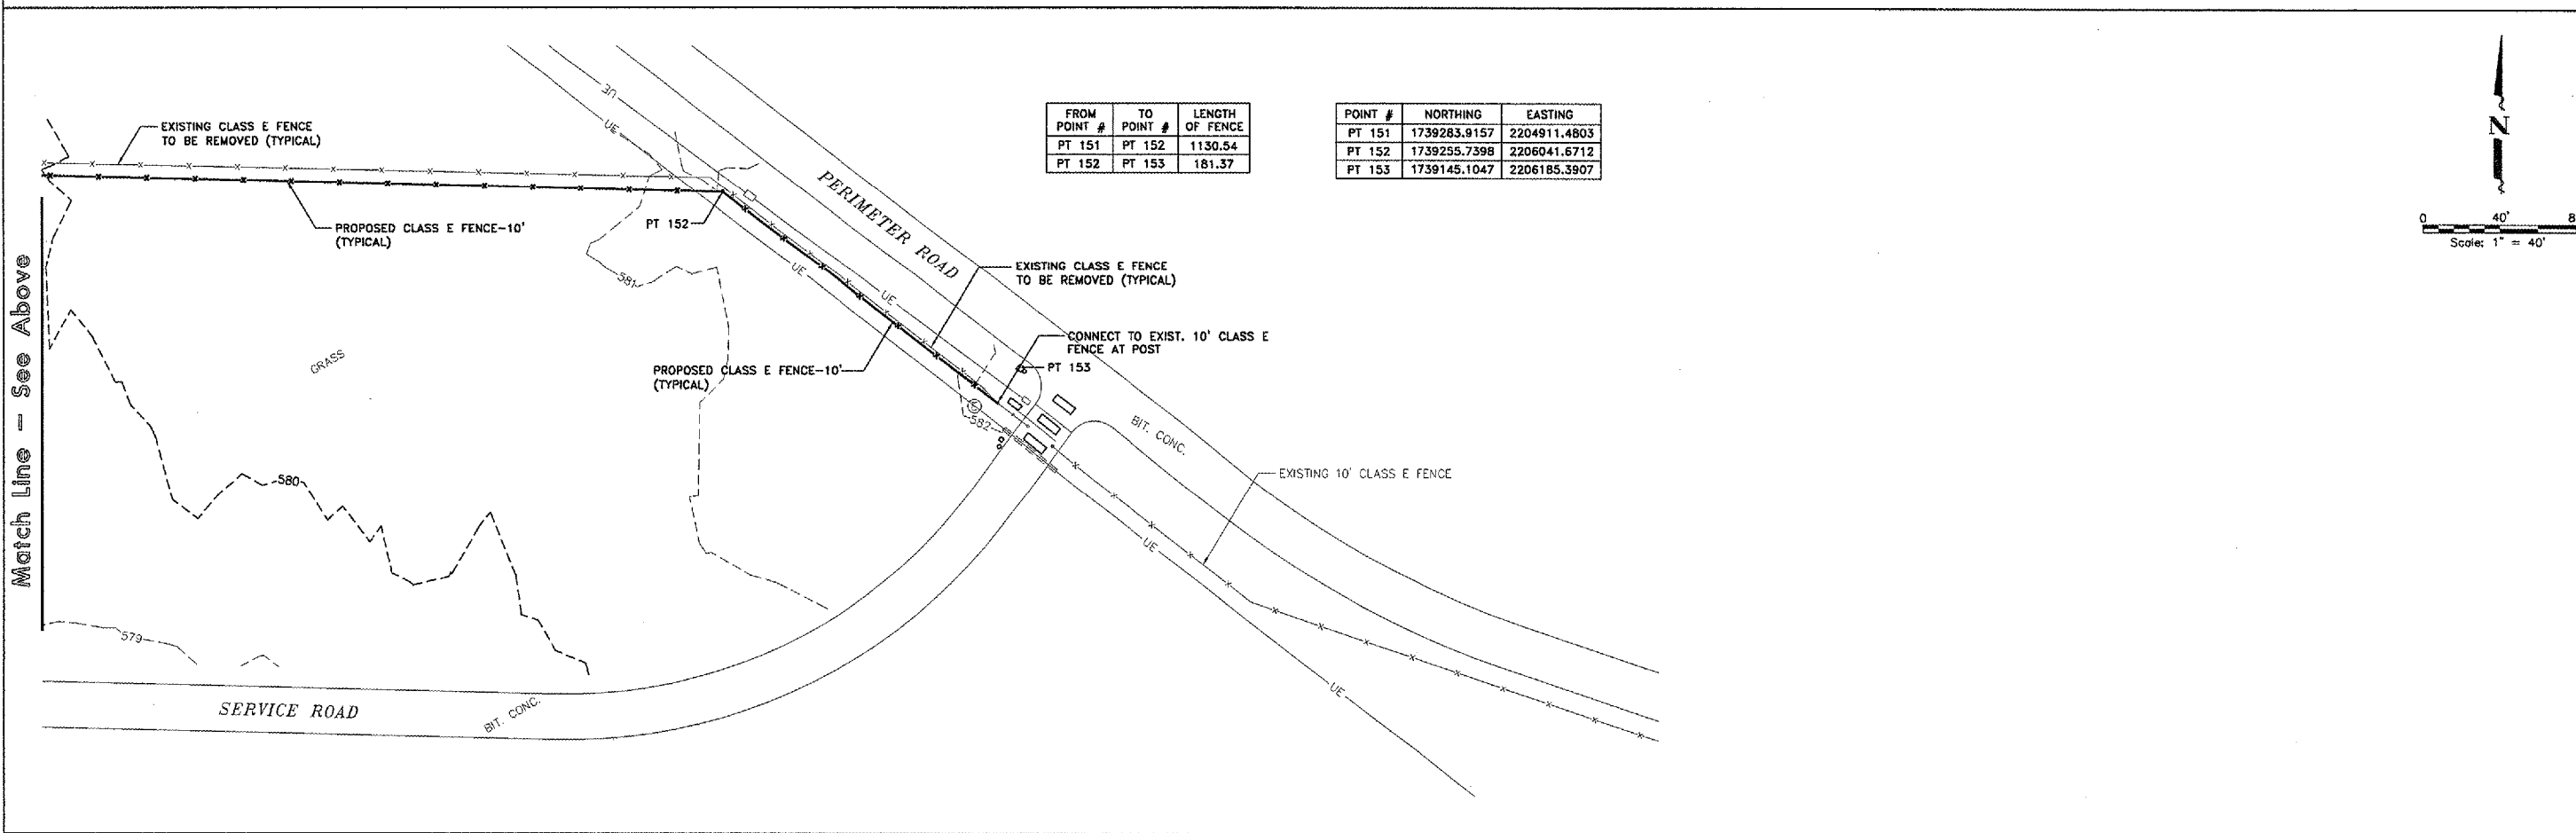 EXISTING CLASS E FENCE
TO BE REMOVED (TYPICAL)
PROPOSED CLASS E FENCE-10'
(TYPICAL)
Match Line - See Above
GRASS
580
579
SERVICE ROAD
BIT. CONC.
UE
UE
PT 152
581
UE
UE
PERIMETER ROAD
EXISTING CLASS E FENCE
TO BE REMOVED (TYPICAL)
PROPOSED CLASS E FENCE-10'
(TYPICAL)
CONNECT TO EXIST. 10' CLASS E
FENCE AT POST
PT 153
582
BIT. CONC.
EXISTING 10' CLASS E FENCE
UE
UE
FROM POINT # TO POINT # LENGTH OF FENCE
PT 151 PT 152 1130.54
PT 152 PT 153 181.37
POINT # NORTHING EASTING
PT 151 1739283.9157 2204911.4803
PT 152 1739255.7398 2206041.6712
PT 153 1739145.1047 2206185.3907
N
0 40' 8
Scale: 1" = 40'